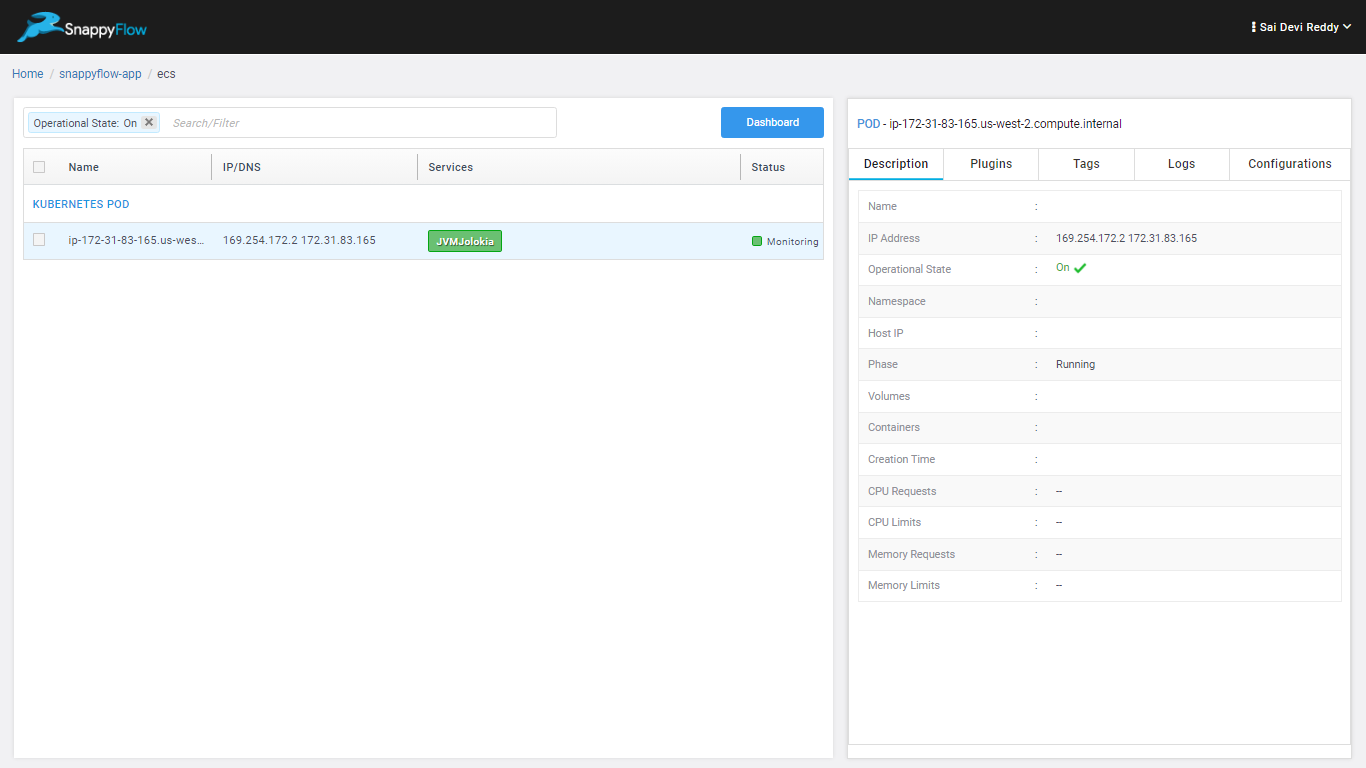 SnappyFlow
Sai Devi Reddy
Home / snappyflow-app / ecs
Operational State: On Search/Filter
Dashboard
Name IP/DNS Services Status
KUBERNETES POD
ip-172-31-83-165.us-wes... 169.254.172.2 172.31.83.165 JVMJolokia Monitoring
POD - ip-172-31-83-165.us-west-2.compute.internal
Description Plugins Tags Logs Configurations
Name :
IP Address : 169.254.172.2 172.31.83.165
Operational State : On
Namespace :
Host IP :
Phase : Running
Volumes :
Containers :
Creation Time :
CPU Requests : --
CPU Limits : --
Memory Requests : --
Memory Limits : --